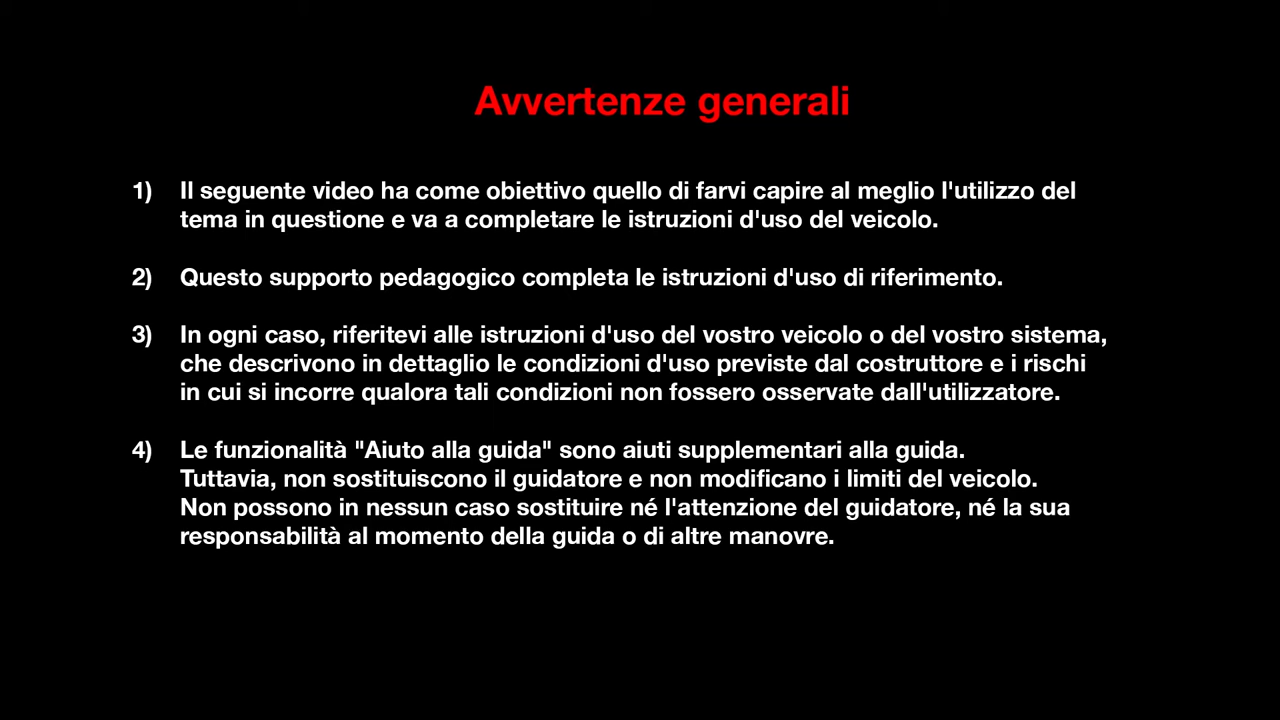 Avvertenze generali
1) Il seguente video ha come obiettivo quello di farvi capire al meglio l'utilizzo del
tema in questione e va a completare le istruzioni d'uso del veicolo.
2) Questo supporto pedagogico completa le istruzioni d'uso di riferimento.
3) In ogni caso, riferitevi alle istruzioni d'uso del vostro veicolo o del vostro sistema,
che descrivono in dettaglio le condizioni d'uso previste dal costruttore e i rischi
in cui si incorre qualora tali condizioni non fossero osservate dall'utilizzatore.
4) Le funzionalità "Aiuto alla guida" sono aiuti supplementari alla guida.
Tuttavia, non sostituiscono il guidatore e non modificano i limiti del veicolo.
Non possono in nessun caso sostituire né l'attenzione del guidatore, né la sua
responsabilità al momento della guida o di altre manovre.